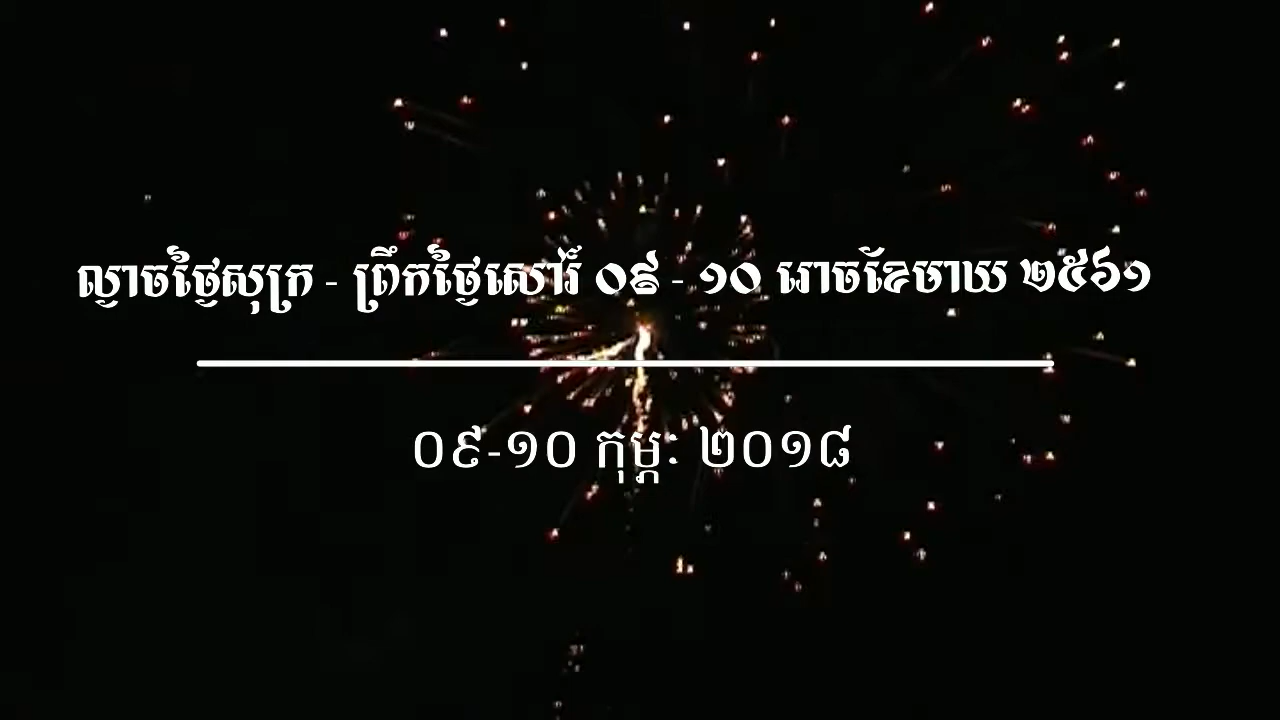 ល្ងាចថ្ងៃសុក្រ - ព្រឹកថ្ងៃសៅរ៍ ០៩ - ១០ រោចខែមាឃ ២៥៦១
០៩-១០ កុម្ភៈ ២០១៨